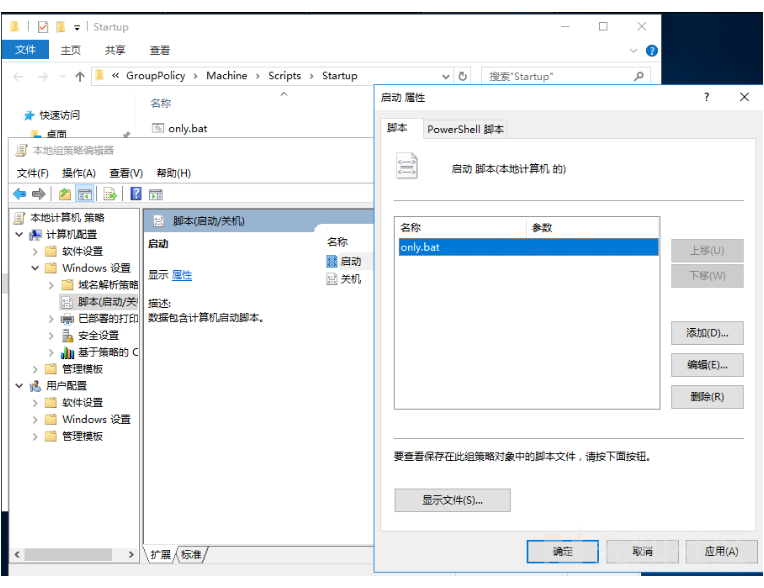 Startup
文件 主页 共享 查看
« GroupPolicy > Machine > Scripts > Startup
搜索"Startup"
快速访问
桌面
名称
only.bat
本地组策略编辑器
文件(F) 操作(A) 查看(V) 帮助(H)
本地计算机 策略
计算机配置
软件设置
Windows 设置
域名解析策略
脚本(启动/关
已部署的打印
安全设置
基于策略的 C
管理模板
用户配置
软件设置
Windows 设置
管理模板
脚本(启动/关机)
启动
显示 属性
描述:
数据包含计算机启动脚本。
名称
启动
关机
扩展 标准
启动 属性
脚本 PowerShell 脚本
启动 脚本(本地计算机 的)
名称 参数
only.bat
上移(U)
下移(W)
添加(D)...
编辑(E)...
删除(R)
要查看保存在此组策略对象中的脚本文件，请按下面按钮。
显示文件(S)...
确定 取消 应用(A)